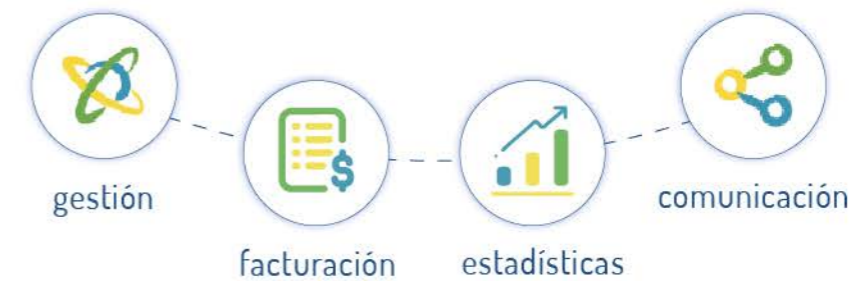 gestión
facturación
$
estadísticas
comunicación